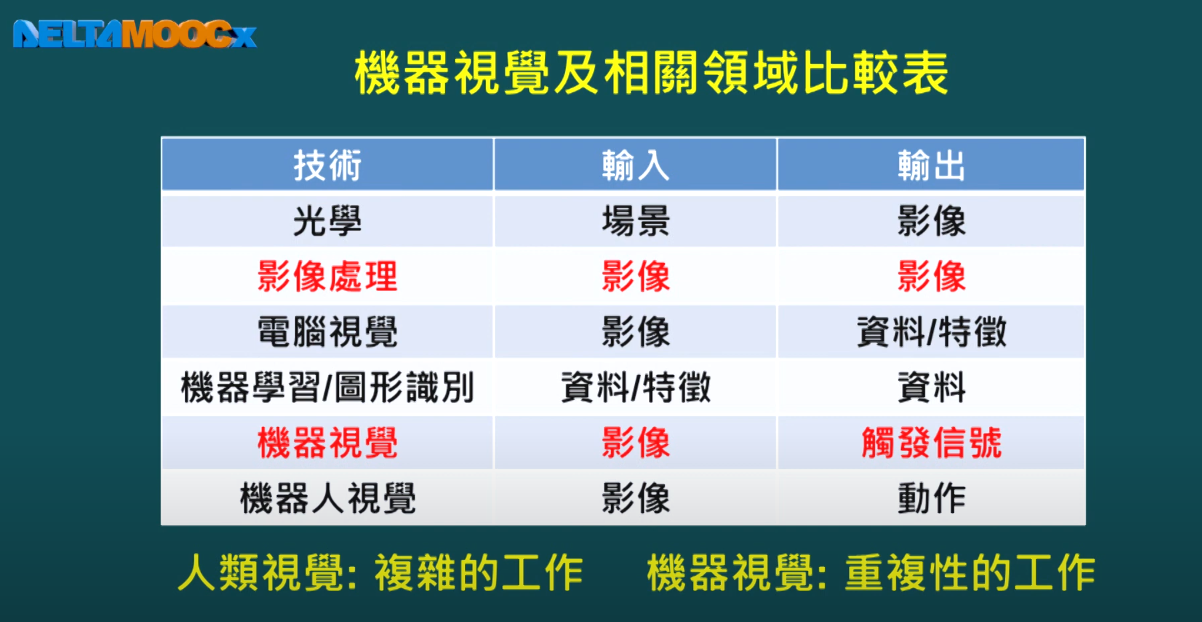 DELTAMOOCx
機器視覺及相關領域比較表
技術 輸入 輸出
光學 場景 影像
影像處理 影像 影像
電腦視覺 影像 資料/特徵
機器學習/圖形識別 資料/特徵 資料
機器視覺 影像 觸發信號
機器人視覺 影像 動作
人類視覺: 複雜的工作 機器視覺: 重複性的工作